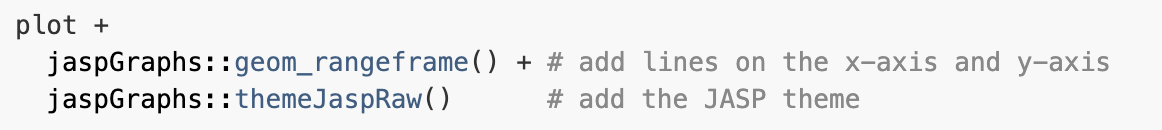 plot +
  jaspGraphs::geom_rangeframe() + # add lines on the x-axis and y-axis
  jaspGraphs::themeJaspRaw()      # add the JASP theme